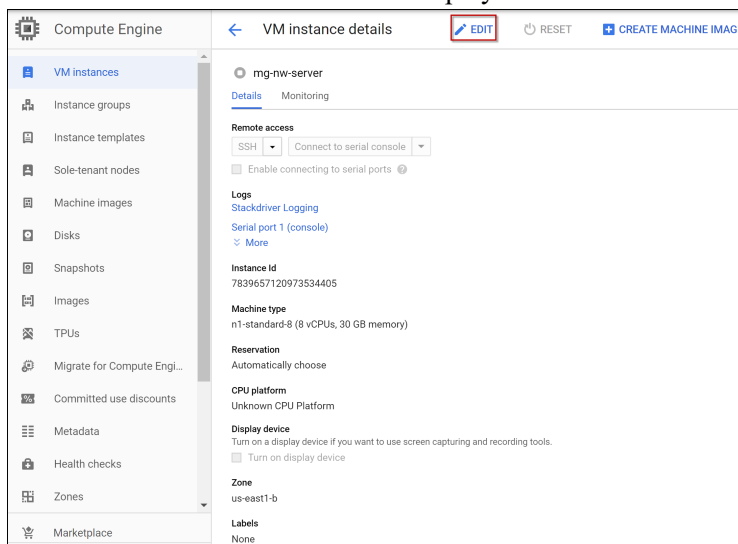 Compute Engine
VM instance details
EDIT
RESET
CREATE MACHINE IMAG
VM instances
Instance groups
Instance templates
Sole-tenant nodes
Machine images
Disks
Snapshots
Images
TPUs
Migrate for Compute Engi...
Committed use discounts
Metadata
Health checks
Zones
Marketplace
mg-nw-server
Details Monitoring
Remote access
SSH Connect to serial console
Enable connecting to serial ports
Logs
Stackdriver Logging
Serial port 1 (console)
More
Instance Id
7839657120973534405
Machine type
n1-standard-8 (8 vCPUs, 30 GB memory)
Reservation
Automatically choose
CPU platform
Unknown CPU Platform
Display device
Turn on a display device if you want to use screen capturing and recording tools.
Turn on display device
Zone
us-east1-b
Labels
None